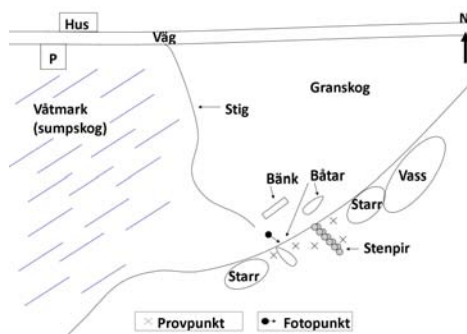 Hus
N
Väg
P
Granskog
Våtmark
(sumpskog)
Stig
Bänk
Båtar
Vass
Starr
Stenpir
Starr
Provpunkt
Fotopunkt